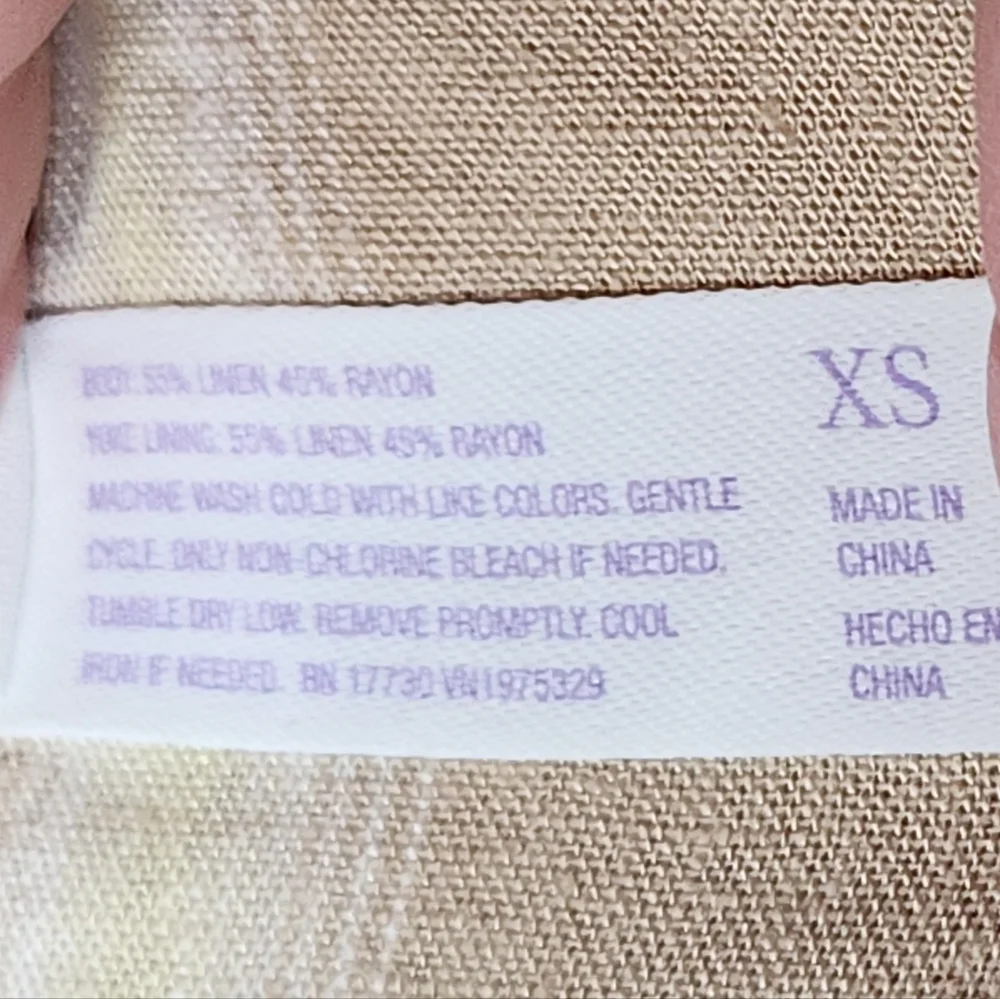 BODY: 55% LINEN 45% RAYON
YOKE LINING: 55% LINEN 45% RAYON
MACHINE WASH COLD WITH LIKE COLORS. GENTLE
CYCLE. ONLY NON-CHLORINE BLEACH IF NEEDED.
TUMBLE DRY LOW. REMOVE PROMPTLY. COOL
IRON IF NEEDED. RN 17730 VN1975329
XS
MADE IN
CHINA
HECHO EN
CHINA